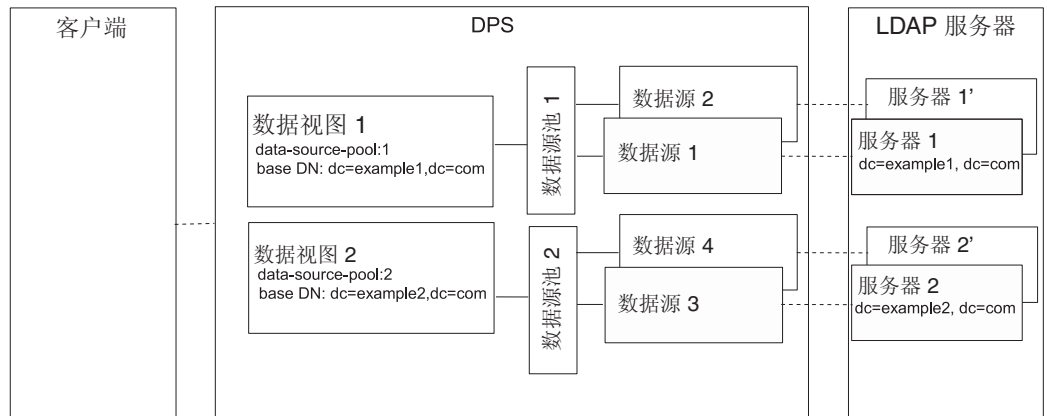 客户端
DPS
LDAP 服务器
数据视图 1
data-source-pool:1
base DN: dc=example1,dc=com
数据源池 1
数据源 2
数据源 1
服务器 1’
服务器 1
dc=example1, dc=com
数据视图 2
data-source-pool:2
base DN: dc=example2,dc=com
数据源池 2
数据源 4
数据源 3
服务器 2’
服务器 2
dc=example2, dc=com